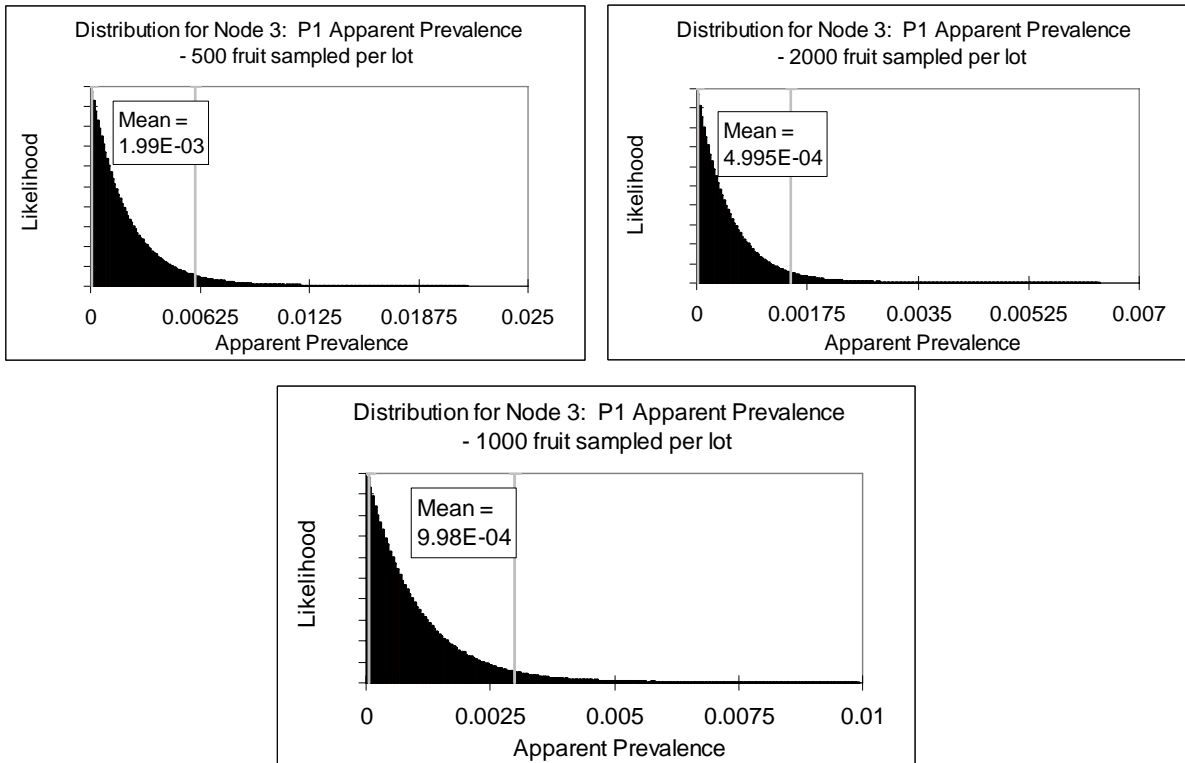 Distribution for Node 3: P1 Apparent Prevalence
- 500 fruit sampled per lot
Mean =
1.99E-03
Likelihood
0 0.00625 0.0125 0.01875 0.025
Apparent Prevalence
Distribution for Node 3: P1 Apparent Prevalence
- 2000 fruit sampled per lot
Mean =
4.995E-04
Likelihood
0 0.00175 0.0035 0.00525 0.007
Apparent Prevalence
Distribution for Node 3: P1 Apparent Prevalence
- 1000 fruit sampled per lot
Mean =
9.98E-04
Likelihood
0 0.0025 0.005 0.0075 0.01
Apparent Prevalence